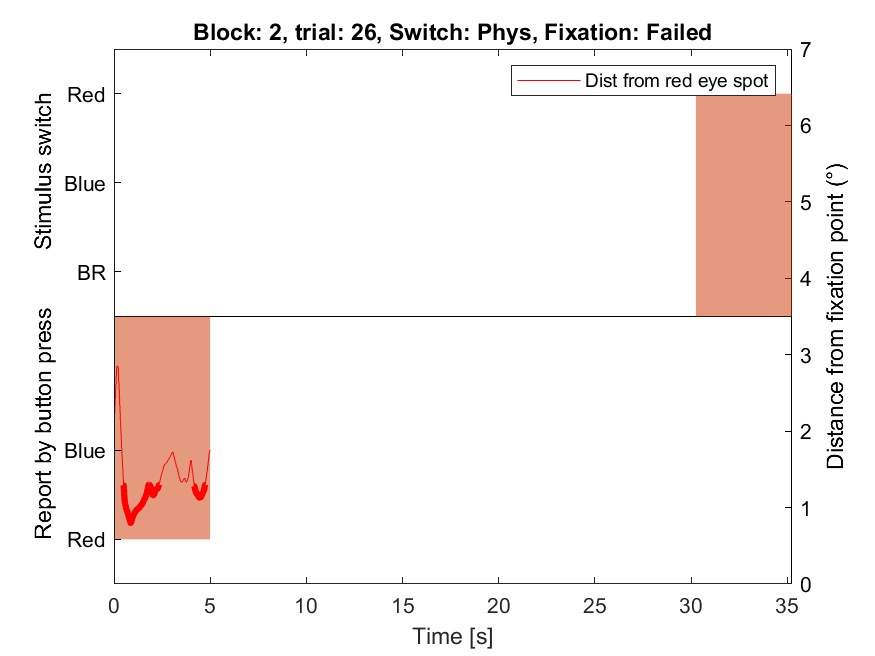 Block: 2, trial: 26, Switch: Phys, Fixation: Failed
Dist from red eye spot
Stimulus switch
Red
Blue
BR
Report by button press
Blue
Red
7
6
5
4
3
2
1
0
Distance from fixation point (°)
0 5 10 15 20 25 30 35
Time [s]